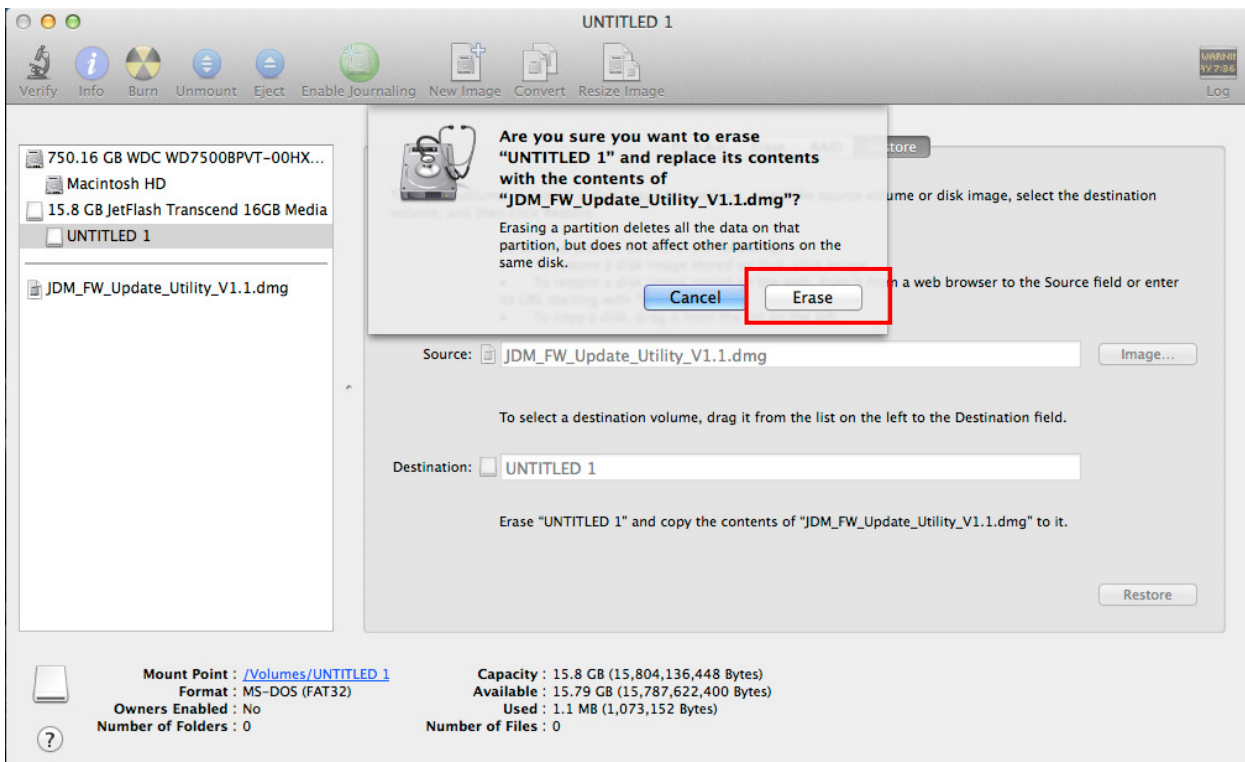 UNTITLED 1
Verify Info Burn Unmount Eject Enable Journaling New Image Convert Resize Image Log
WARNIN
750.16 GB WDC WD7500BPVT-00HX...
Macintosh HD
15.8 GB JetFlash Transcend 16GB Media
UNTITLED 1
JDM_FW_Update_Utility_V1.1.dmg
Are you sure you want to erase
“UNTITLED 1” and replace its contents
with the contents of
“JDM_FW_Update_Utility_V1.1.dmg”?
Erasing a partition deletes all the data on that
partition, but does not affect other partitions on the
same disk.
Cancel Erase
RAID
store
ume or disk image, select the destination
m a web browser to the Source field or enter
Source: JDM_FW_Update_Utility_V1.1.dmg Image...
To select a destination volume, drag it from the list on the left to the Destination field.
Destination: UNTITLED 1
Erase “UNTITLED 1” and copy the contents of “JDM_FW_Update_Utility_V1.1.dmg” to it.
Restore
Mount Point : /Volumes/UNTITLED 1 Capacity : 15.8 GB (15,804,136,448 Bytes)
Format : MS-DOS (FAT32) Available : 15.79 GB (15,787,622,400 Bytes)
Owners Enabled : No Used : 1.1 MB (1,073,152 Bytes)
Number of Folders : 0 Number of Files : 0
?